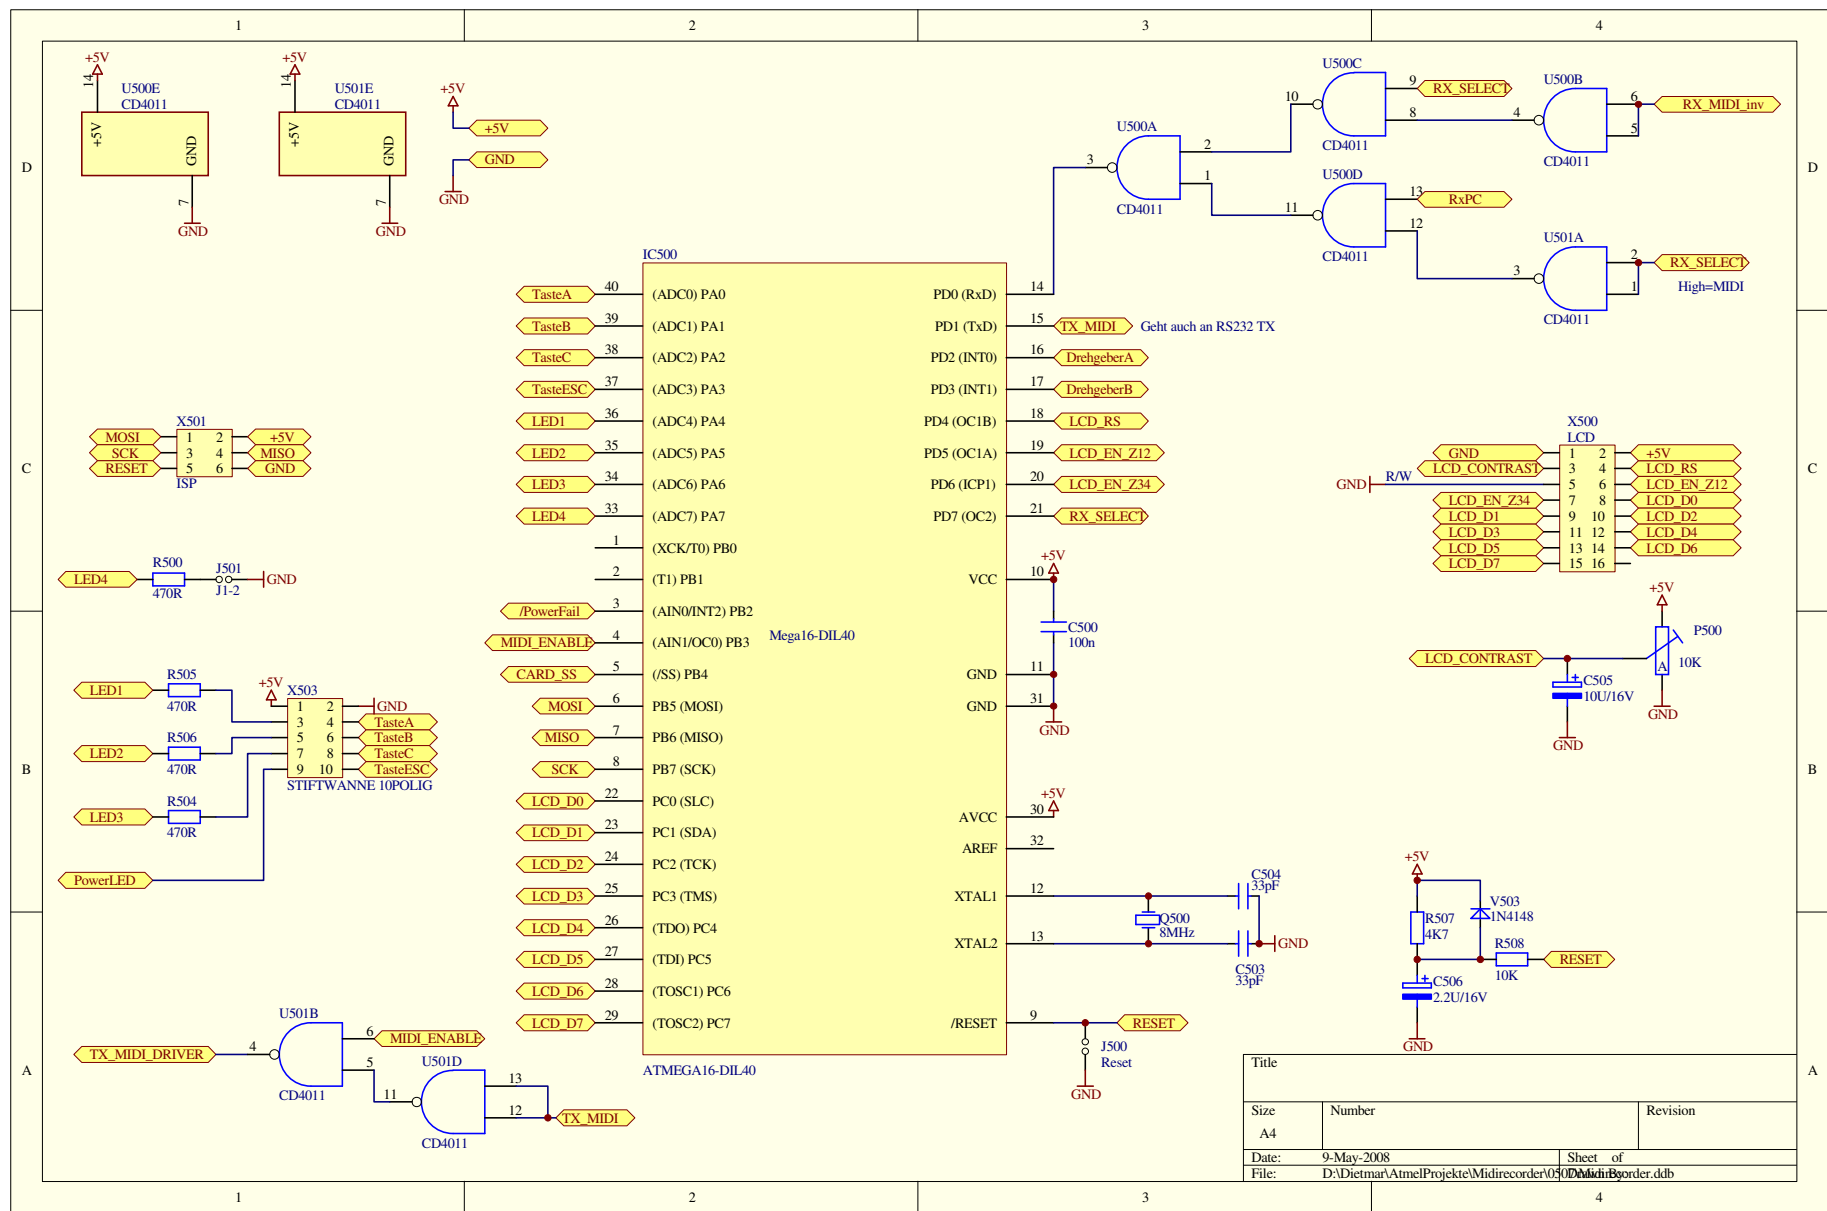 1 2 3 4
D D
C C
B B
A A
+5V
14
U500E
CD4011
+5V
GND
7
GND
+5V
14
U501E
CD4011
+5V
GND
7
GND
+5V
+5V
GND
GND
U500A
3
2
1
CD4011
U500C
10
9
RX_SELECT
8
CD4011
U500B
4
6
RX_MIDI_inv
5
CD4011
U500D
11
13
RxPC
12
CD4011
U501A
3
2
RX_SELECT
1
High=MIDI
CD4011
IC500
TasteA 40 (ADC0) PA0
TasteB 39 (ADC1) PA1
TasteC 38 (ADC2) PA2
TasteESC 37 (ADC3) PA3
LED1 36 (ADC4) PA4
LED2 35 (ADC5) PA5
LED3 34 (ADC6) PA6
LED4 33 (ADC7) PA7
1 (XCK/T0) PB0
2 (T1) PB1
/PowerFail 3 (AIN0/INT2) PB2
MIDI_ENABLE 4 (AIN1/OC0) PB3
CARD_SS 5 (/SS) PB4
MOSI 6 PB5 (MOSI)
MISO 7 PB6 (MISO)
SCK 8 PB7 (SCK)
LCD_D0 22 PC0 (SLC)
LCD_D1 23 PC1 (SDA)
LCD_D2 24 PC2 (TCK)
LCD_D3 25 PC3 (TMS)
LCD_D4 26 (TDO) PC4
LCD_D5 27 (TDI) PC5
LCD_D6 28 (TOSC1) PC6
LCD_D7 29 (TOSC2) PC7
Mega16-DIL40
PD0 (RxD) 14
PD1 (TxD) 15 TX_MIDI Geht auch an RS232 TX
PD2 (INT0) 16 DrehgeberA
PD3 (INT1) 17 DrehgeberB
PD4 (OC1B) 18 LCD_RS
PD5 (OC1A) 19 LCD_EN_Z12
PD6 (ICP1) 20 LCD_EN_Z34
PD7 (OC2) 21 RX_SELECT
+5V
VCC 10
C500
100n
GND 11
GND 31
GND
+5V
AVCC 30
AREF 32
XTAL1 12
XTAL2 13
Q500
8MHz
C504
33pF
GND
C503
33pF
/RESET 9 RESET
J500
Reset
GND
ATMEGA16-DIL40
X501
MOSI 1 2 +5V
SCK 3 4 MISO
RESET 5 6 GND
ISP
LED4
R500
470R
J501
J1-2
GND
LED1
R505
470R
LED2
R506
470R
LED3
R504
470R
PowerLED
+5V
X503
1 2 GND
3 4 TasteA
5 6 TasteB
7 8 TasteC
9 10 TasteESC
STIFTWANNE 10POLIG
X500
LCD
GND 1 2 +5V
LCD_CONTRAST 3 4 LCD_RS
GND R/W 5 6 LCD_EN_Z12
LCD_EN_Z34 7 8 LCD_D0
LCD_D1 9 10 LCD_D2
LCD_D3 11 12 LCD_D4
LCD_D5 13 14 LCD_D6
LCD_D7 15 16
+5V
P500
A
10K
LCD_CONTRAST
+
C505
10U/16V
GND
GND
+5V
R507
4K7
V503
1N4148
R508
10K
RESET
+
C506
2.2U/16V
GND
U501B
TX_MIDI_DRIVER 4
6 MIDI_ENABLE
5
CD4011
U501D
11
13
12
TX_MIDI
CD4011
Title
Size Number Revision
A4
Date: 9-May-2008 Sheet of
File: D:\Dietmar\AtmelProjekte\Midirecorder\0507\Midirecorder.ddb
Drawn By:
1 2 3 4